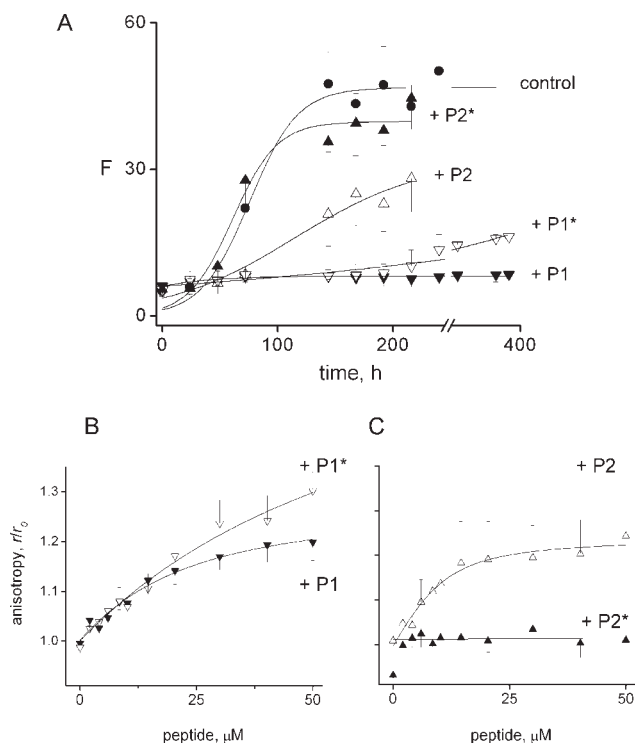 A
60
30
0
F
control
+ P2*
+ P2
+ P1*
+ P1
0
100
200
400
time, h
B
C
+ P1*
+ P1
1.3
1.2
1.1
1.0
anisotropy, r/r₀
0
25
50
peptide, μM
+ P2
+ P2*
0
25
50
peptide, μM